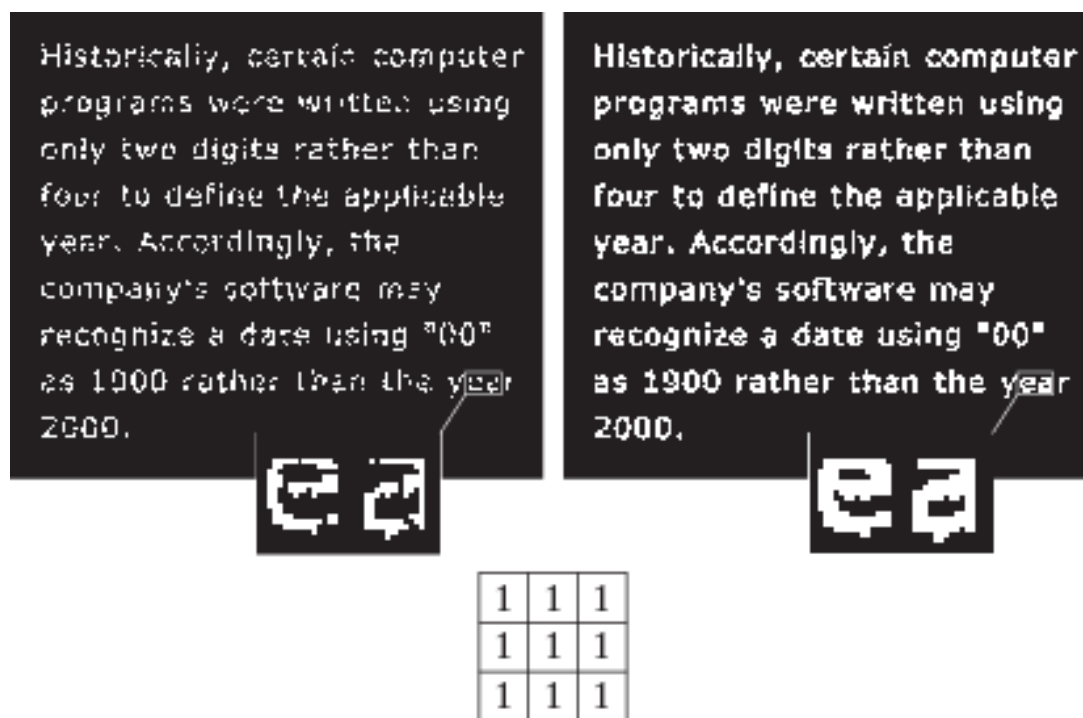 Historically, certain computer
programs were written using
only two digits rather than
four to define the applicable
year. Accordingly, the
company's software may
recognize a date using "00"
as 1900 rather than the year
2000.
e a
Historically, certain computer
programs were written using
only two digits rather than
four to define the applicable
year. Accordingly, the
company's software may
recognize a date using "00"
as 1900 rather than the year
2000.
e a
1 1 1
1 1 1
1 1 1